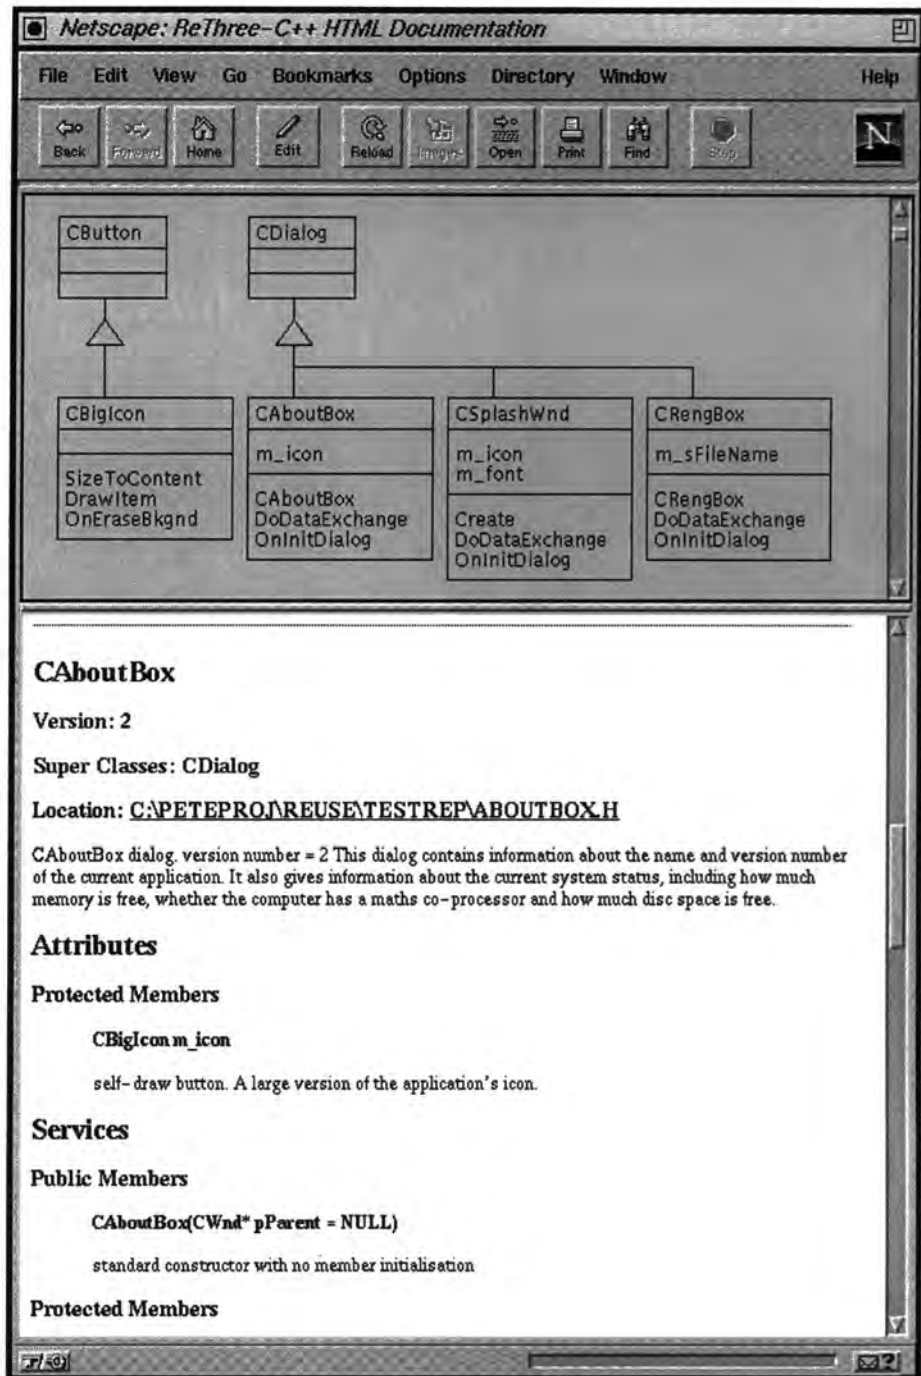 Netscape: ReThree-C++ HTML Documentation
File Edit View Go Bookmarks Options Directory Window Help
Back Forward Home Edit Reload Images Open Print Find Stop
N
CButton CDialog
CBigIcon CAboutBox CSplashWnd CRengBox
m_icon m_icon m_sFileName
m_font
SizeToContent
DrawItem
OnEraseBkgnd
CAboutBox
DoDataExchange
OnInitDialog
Create
DoDataExchange
OnInitDialog
CRengBox
DoDataExchange
OnInitDialog
CAboutBox
Version: 2
Super Classes: CDialog
Location: C:\PETEPROJ\REUSE\TESTREP\ABOUTBOX.H
CAboutBox dialog. version number = 2 This dialog contains information about the name and version number
of the current application. It also gives information about the current system status, including how much
memory is free, whether the computer has a maths co-processor and how much disc space is free.
Attributes
Protected Members
CBigIcon m_icon
self-draw button. A large version of the application's icon.
Services
Public Members
CAboutBox(CWnd* pParent = NULL)
standard constructor with no member initialisation
Protected Members